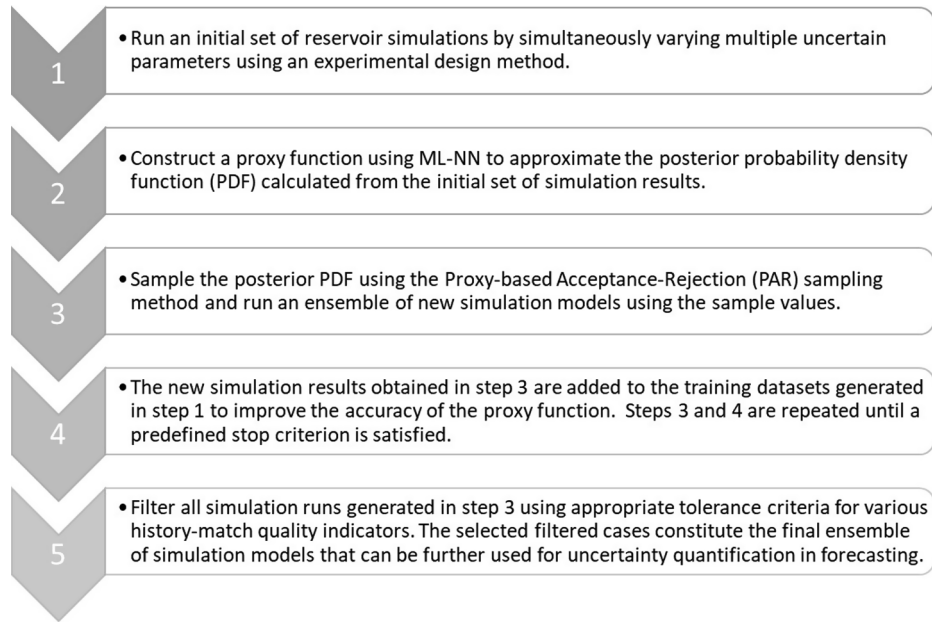 1
• Run an initial set of reservoir simulations by simultaneously varying multiple uncertain
parameters using an experimental design method.
2
• Construct a proxy function using ML-NN to approximate the posterior probability density
function (PDF) calculated from the initial set of simulation results.
3
• Sample the posterior PDF using the Proxy-based Acceptance-Rejection (PAR) sampling
method and run an ensemble of new simulation models using the sample values.
4
• The new simulation results obtained in step 3 are added to the training datasets generated
in step 1 to improve the accuracy of the proxy function.  Steps 3 and 4 are repeated until a
predefined stop criterion is satisfied.
5
• Filter all simulation runs generated in step 3 using appropriate tolerance criteria for various
history-match quality indicators. The selected filtered cases constitute the final ensemble
of simulation models that can be further used for uncertainty quantification in forecasting.